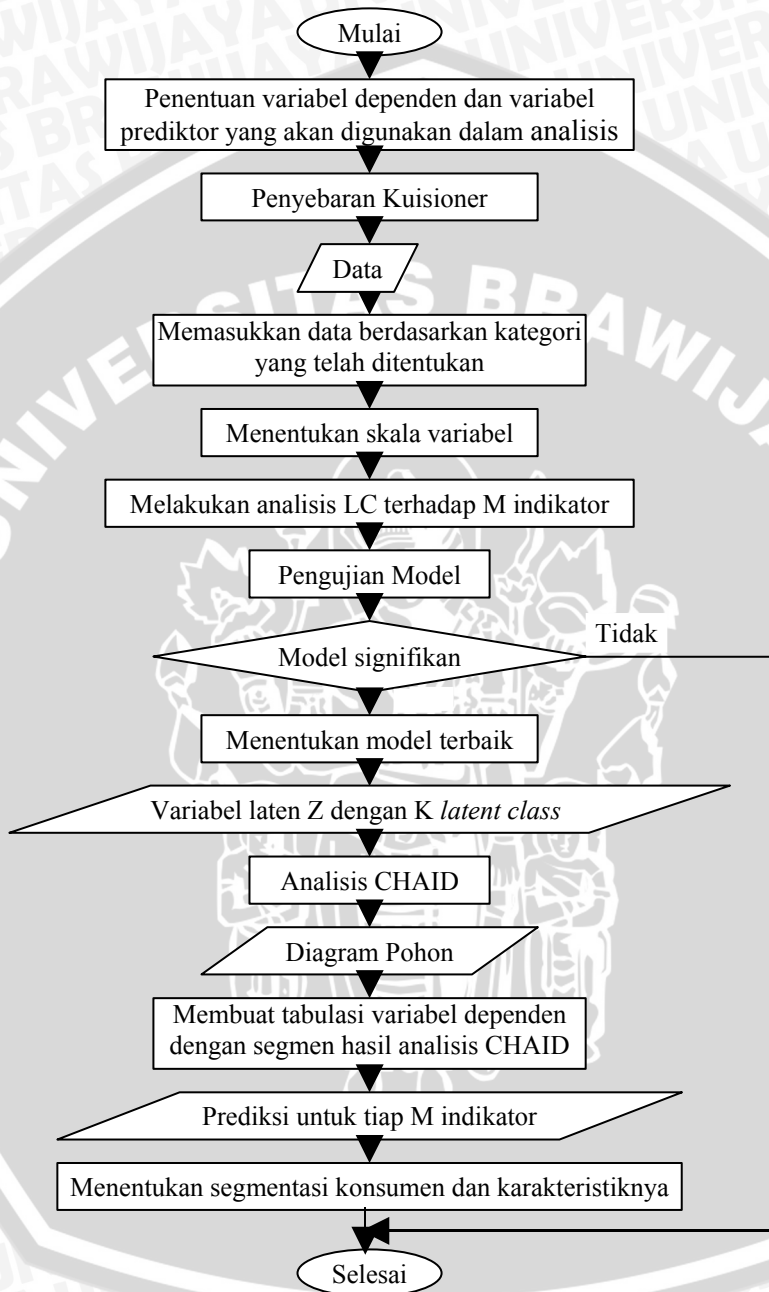 Mulai
Penentuan variabel dependen dan variabel
prediktor yang akan digunakan dalam analisis
Penyebaran Kuisioner
Data
UNIVERSITAS BRAWIJAYA
Memasukkan data berdasarkan kategori
yang telah ditentukan
Menentukan skala variabel
Melakukan analisis LC terhadap M indikator
Pengujian Model
Tidak
Model signifikan
Menentukan model terbaik
Variabel laten Z dengan K latent class
Analisis CHAID
Diagram Pohon
Membuat tabulasi variabel dependen
dengan segmen hasil analisis CHAID
Prediksi untuk tiap M indikator
Menentukan segmentasi konsumen dan karakteristiknya
Selesai